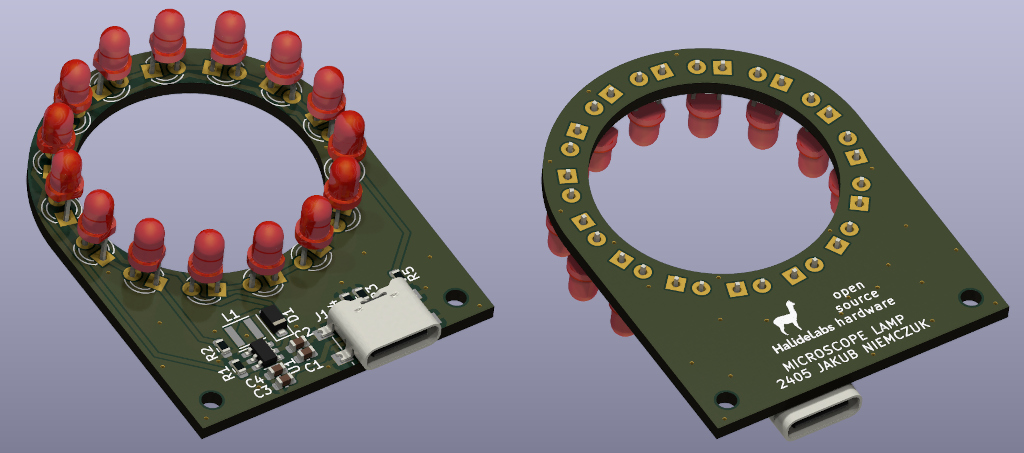 L1
D1
J1
R3
R5
R2
R1
C2
C1
U1
C4
C3
open
source
HalideLabs hardware
MICROSCOPE LAMP
2405 JAKUB NIEMCZUK